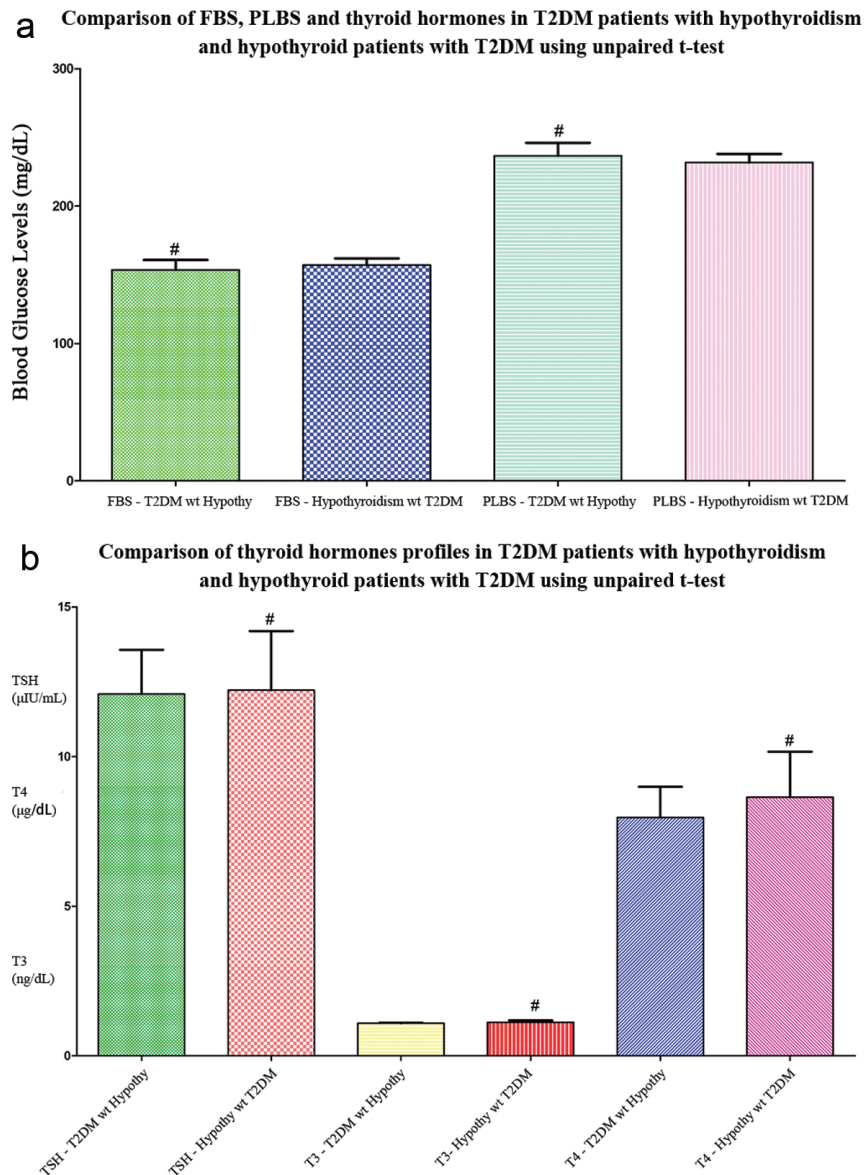 a
Comparison of FBS, PLBS and thyroid hormones in T2DM patients with hypothyroidism
and hypothyroid patients with T2DM using unpaired t-test
Blood Glucose Levels (mg/dL)
300
200
100
0
#
#
FBS - T2DM wt Hypothy
FBS - Hypothyroidism wt T2DM
PLBS - T2DM wt Hypothy
PLBS - Hypothyroidism wt T2DM
b
Comparison of thyroid hormones profiles in T2DM patients with hypothyroidism
and hypothyroid patients with T2DM using unpaired t-test
TSH
(μIU/mL)
T4
(μg/dL)
T3
(ng/dL)
15
10
5
0
#
#
#
TSH - T2DM wt Hypothy
TSH - Hypothy wt T2DM
T3 - T2DM wt Hypothy
T3- Hypothy wt T2DM
T4 - T2DM wt Hypothy
T4 - Hypothy wt T2DM